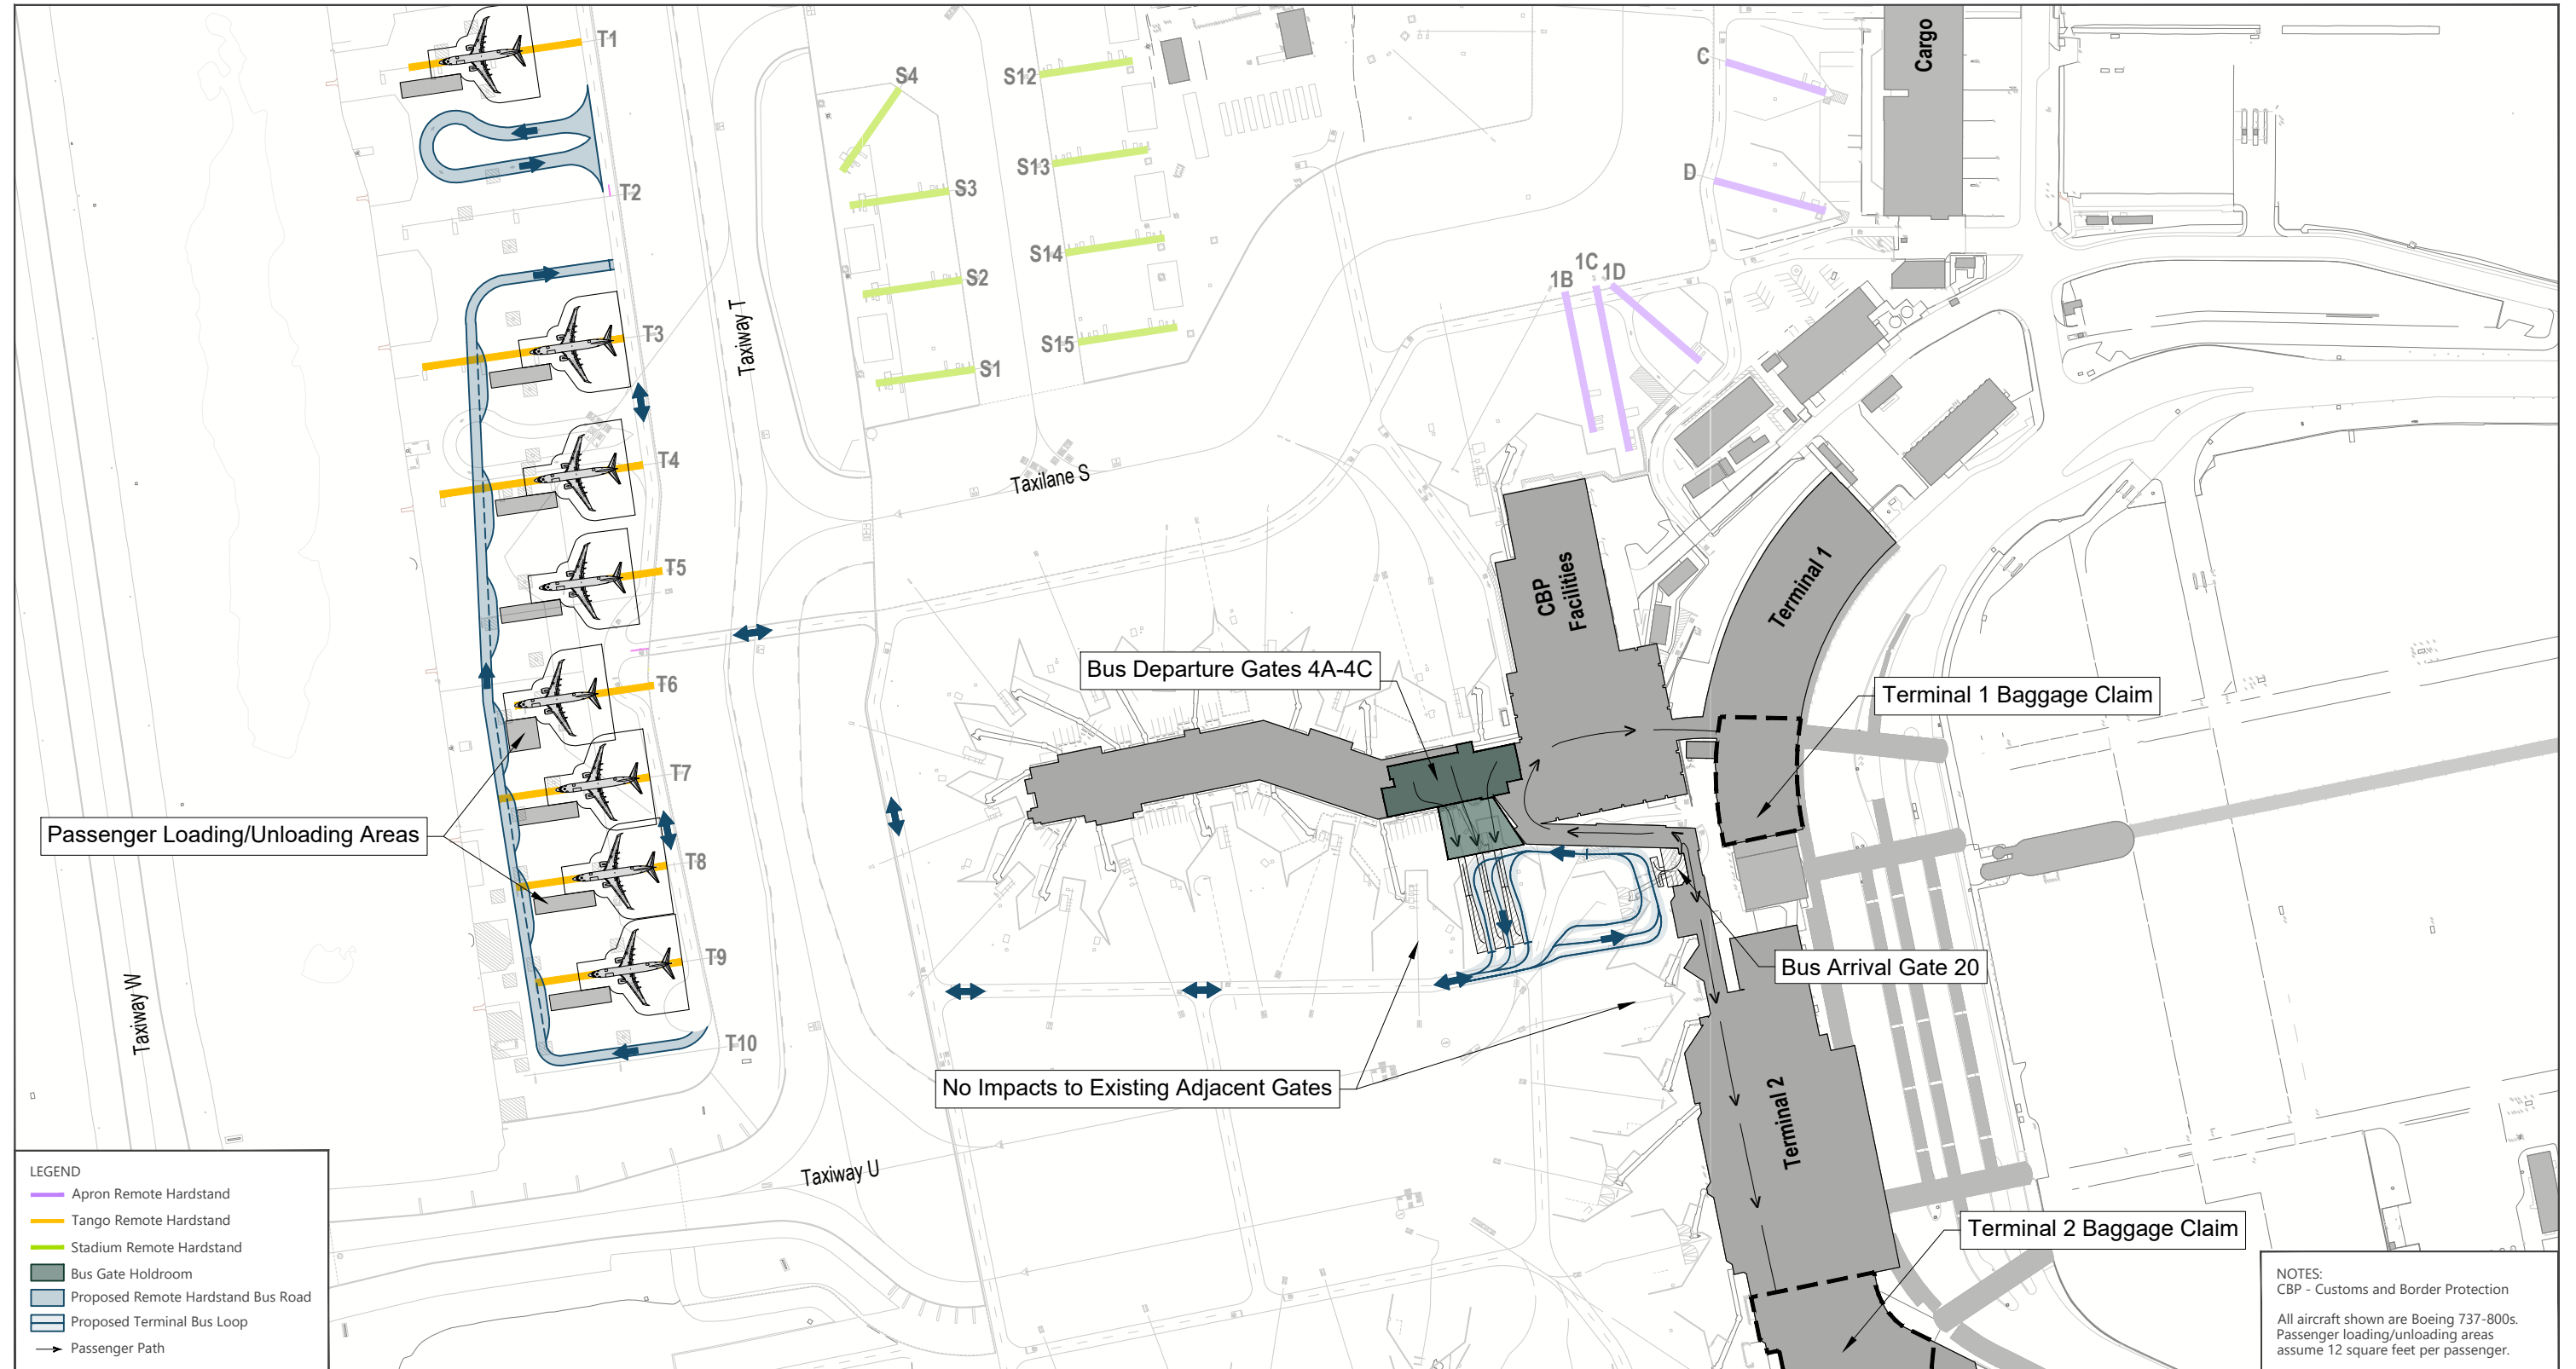 T1
T2
T3
T4
T5
T6
T7
T8
T9
T10
S4
S3
S2
S1
S12
S13
S14
S15
C
D
1B
1C
1D
Cargo
Taxiway T
Taxilane S
Taxiway W
Taxiway U
CBP
Facilities
Terminal 1
Terminal 2
Bus Departure Gates 4A-4C
Terminal 1 Baggage Claim
Passenger Loading/Unloading Areas
Bus Arrival Gate 20
No Impacts to Existing Adjacent Gates
Terminal 2 Baggage Claim
LEGEND
Apron Remote Hardstand
Tango Remote Hardstand
Stadium Remote Hardstand
Bus Gate Holdroom
Proposed Remote Hardstand Bus Road
Proposed Terminal Bus Loop
Passenger Path
NOTES:
CBP - Customs and Border Protection
All aircraft shown are Boeing 737-800s.
Passenger loading/unloading areas
assume 12 square feet per passenger.